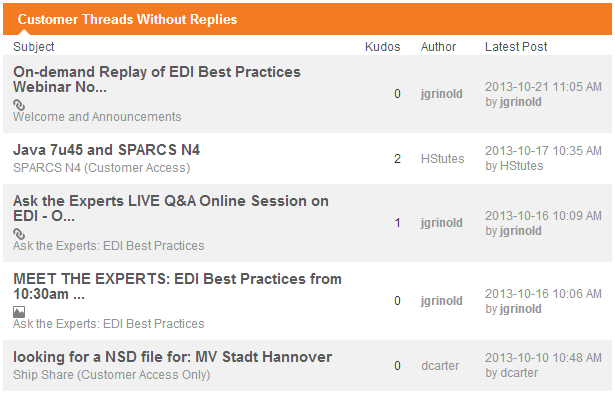 Customer Threads Without Replies
Subject Kudos Author Latest Post
On-demand Replay of EDI Best Practices
Webinar No...
0 jgrinold 2013-10-21 11:05 AM
by jgrinold
Welcome and Announcements
Java 7u45 and SPARCS N4
SPARCS N4 (Customer Access)
2 HStutes 2013-10-17 10:35 AM
by HStutes
Ask the Experts LIVE Q&A Online Session on
EDI - O...
1 jgrinold 2013-10-16 10:09 AM
by jgrinold
Ask the Experts: EDI Best Practices
MEET THE EXPERTS: EDI Best Practices from
10:30am ...
0 jgrinold 2013-10-16 10:06 AM
by jgrinold
Ask the Experts: EDI Best Practices
looking for a NSD file for: MV Stadt Hannover
Ship Share (Customer Access Only)
0 dcarter 2013-10-10 10:48 AM
by dcarter